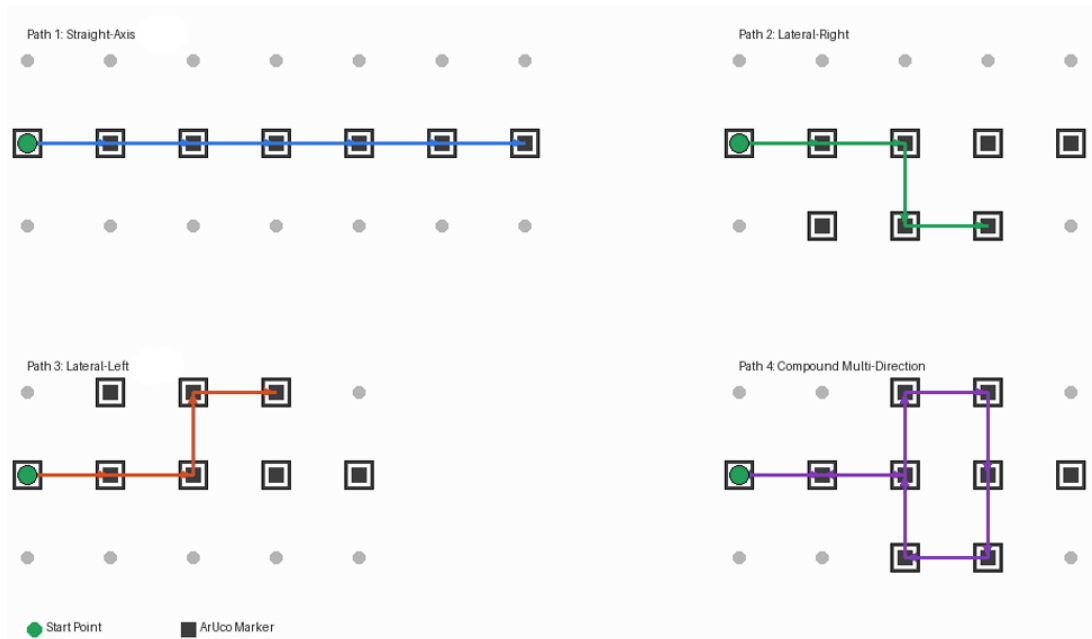 Path 1: Straight-Axis
Path 2: Lateral-Right
Path 3: Lateral-Left
Path 4: Compound Multi-Direction
Start Point
ArUco Marker